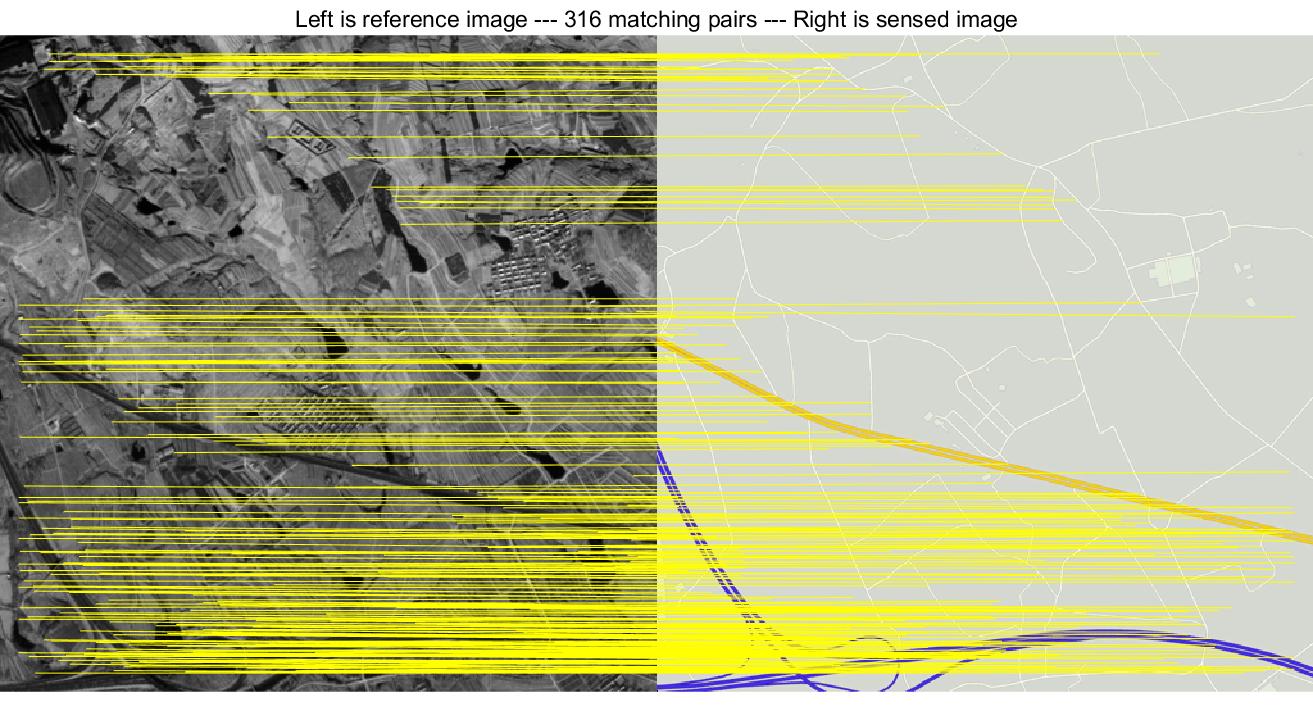 Left is reference image --- 316 matching pairs --- Right is sensed image